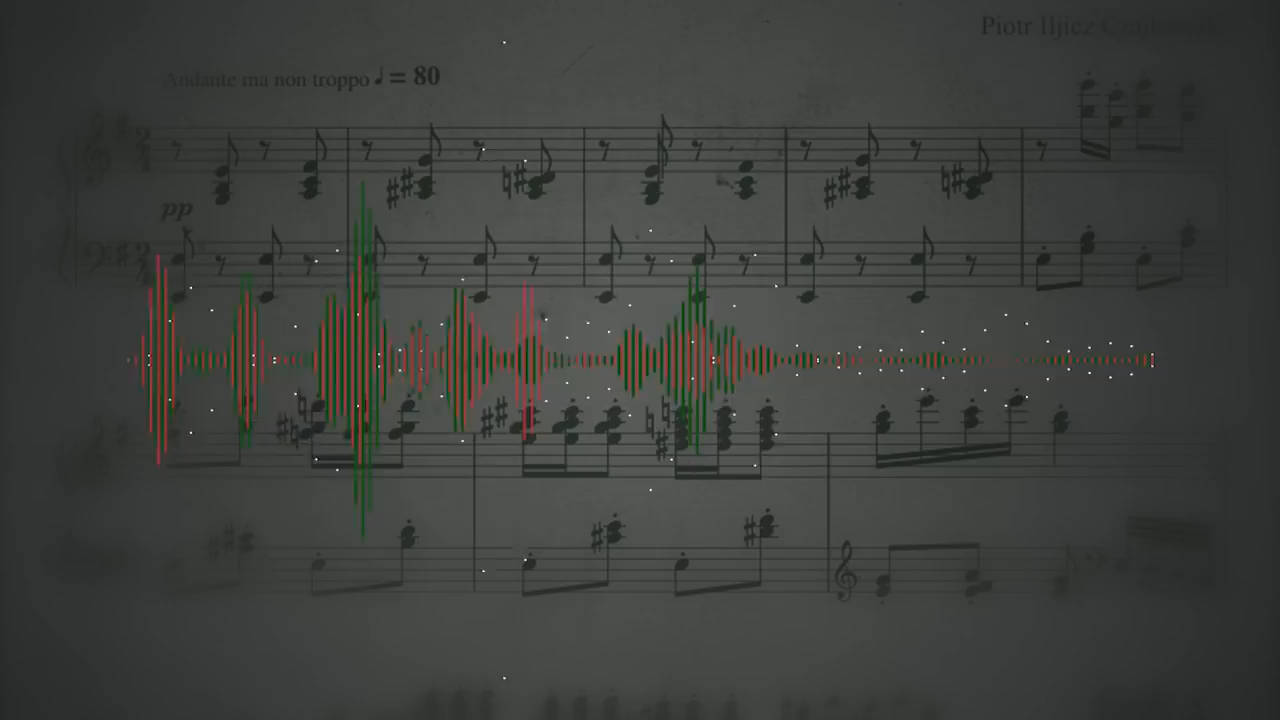 Piotr Iljicz
Andante ma non troppo ♩ = 80
pp